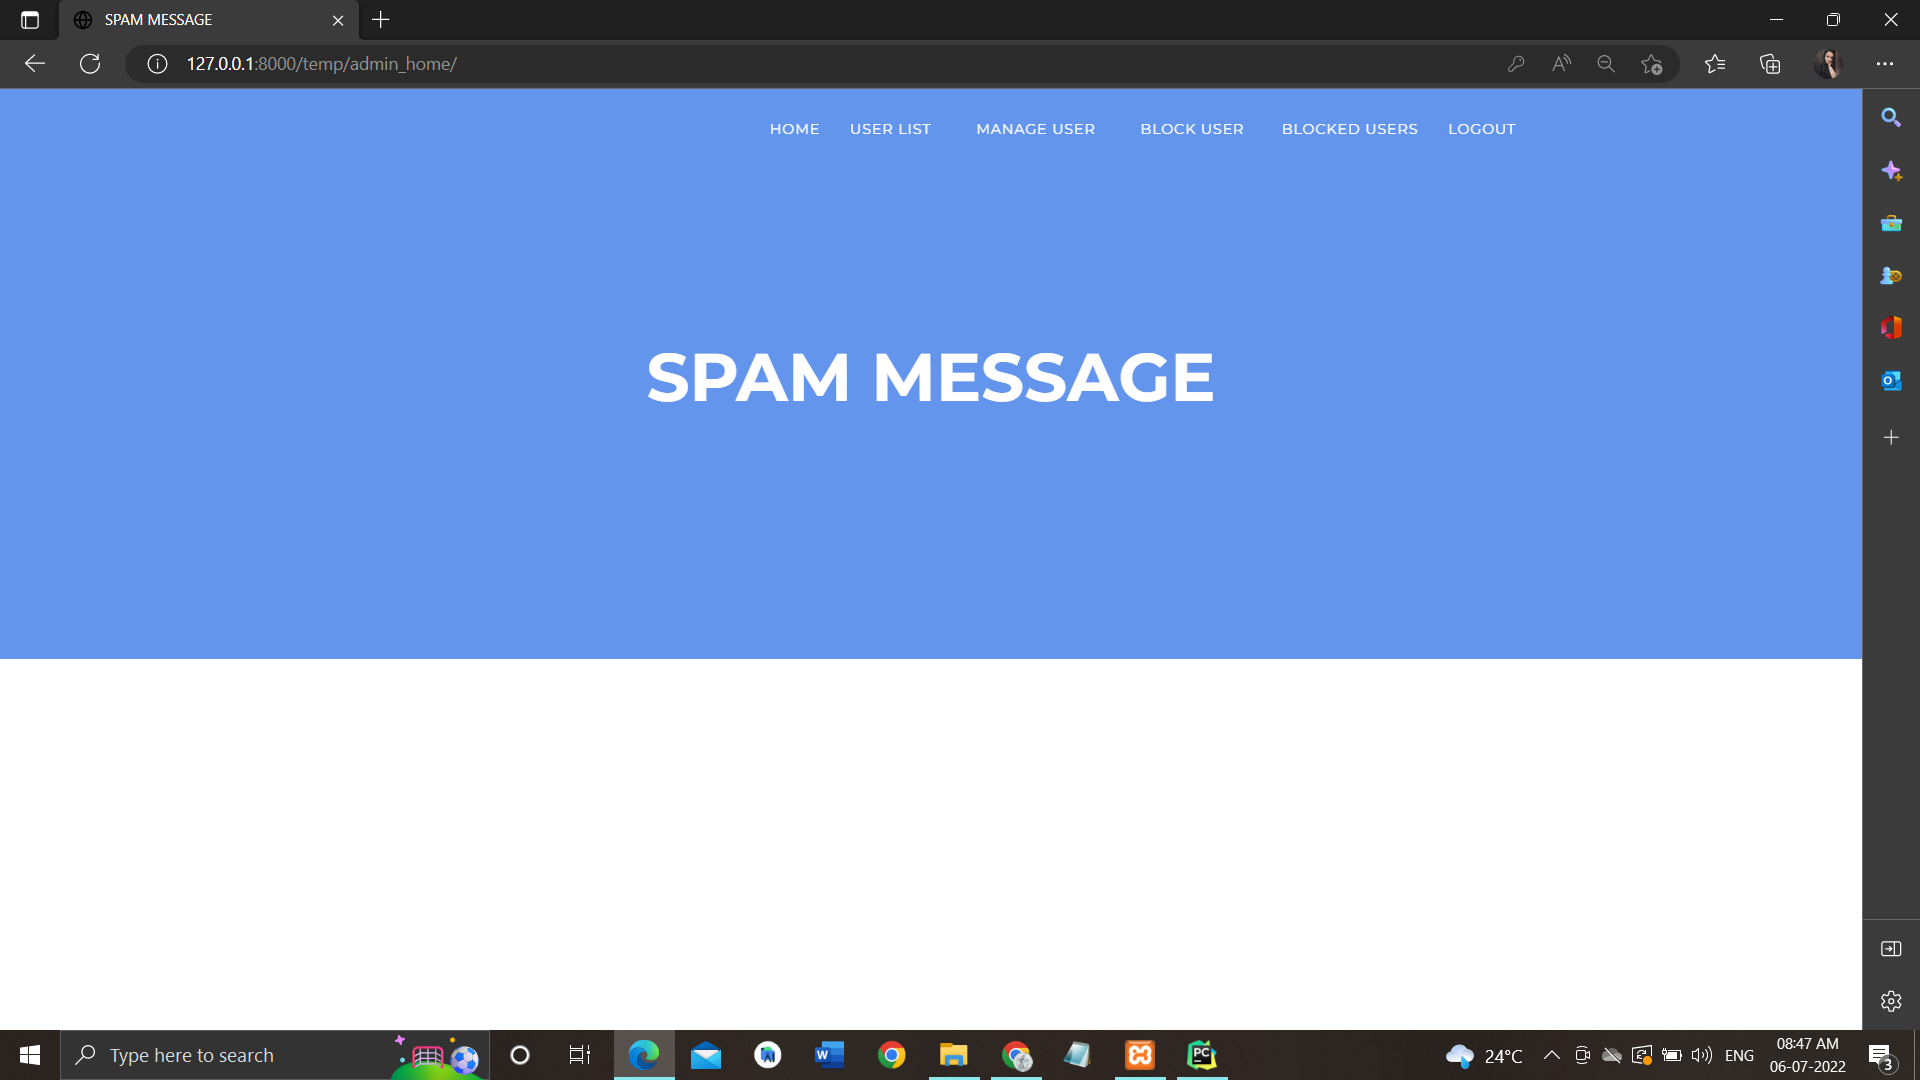 SPAM MESSAGE
127.0.0.1:8000/temp/admin_home/
HOME USER LIST MANAGE USER BLOCK USER BLOCKED USERS LOGOUT
SPAM MESSAGE
Type here to search
24°C
ENG
08:47 AM
06-07-2022
3